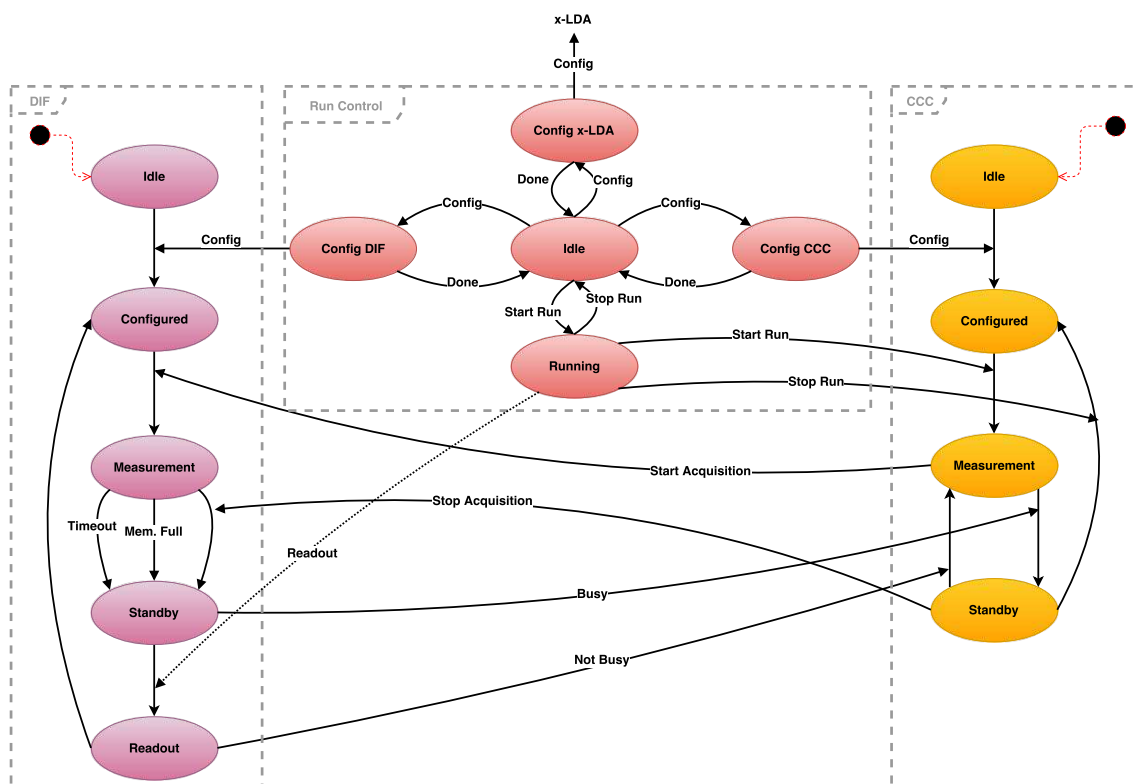 x-LDA
Config
DIF
Run Control
CCC
Config x-LDA
Idle
Done
Config
Idle
Config
Config
Config
Config DIF
Idle
Config CCC
Config
Done
Done
Start Run
Stop Run
Configured
Configured
Start Run
Running
Stop Run
Measurement
Start Acquisition
Measurement
Timeout
Mem. Full
Stop Acquisition
Readout
Busy
Standby
Standby
Not Busy
Readout